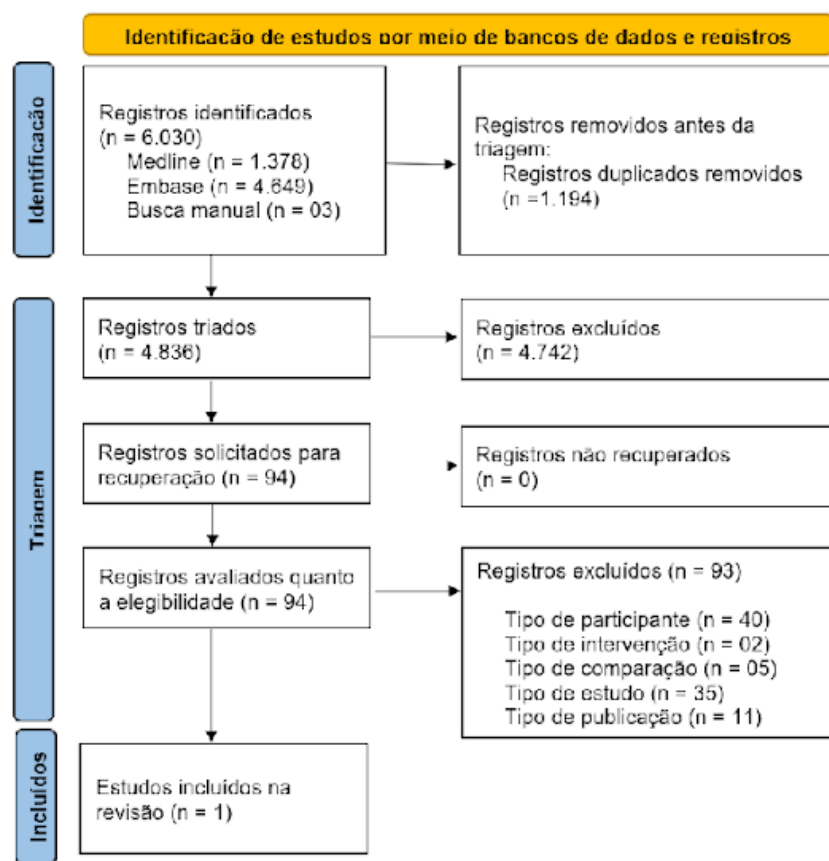 Identificação de estudos por meio de bancos de dados e registros
Identificação
Registros identificados
(n = 6.030)
Medline (n = 1.378)
Embase (n = 4.649)
Busca manual (n = 03)
Registros removidos antes da
triagem:
Registros duplicados removidos
(n =1.194)
Triagem
Registros triados
(n = 4.836)
Registros excluídos
(n = 4.742)
Registros solicitados para
recuperação (n = 94)
Registros não recuperados
(n = 0)
Registros avaliados quanto
a elegibilidade (n = 94)
Registros excluídos (n = 93)
Tipo de participante (n = 40)
Tipo de intervenção (n = 02)
Tipo de comparação (n = 05)
Tipo de estudo (n = 35)
Tipo de publicação (n = 11)
Incluídos
Estudos incluídos na
revisão (n = 1)